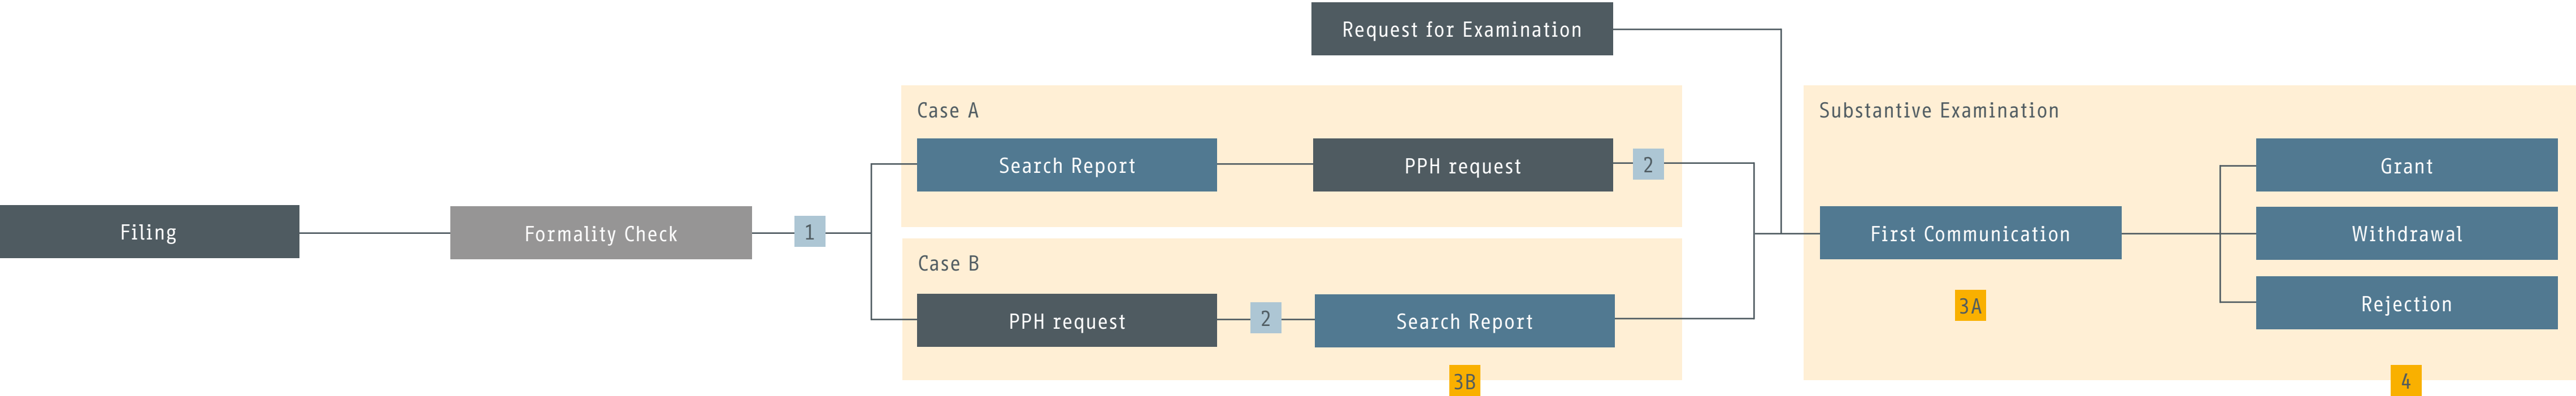 Request for Examination
Case A
Search Report
PPH request
2
Filing
Formality Check
1
Case B
PPH request
2
Search Report
3B
Substantive Examination
First Communication
3A
Grant
Withdrawal
Rejection
4